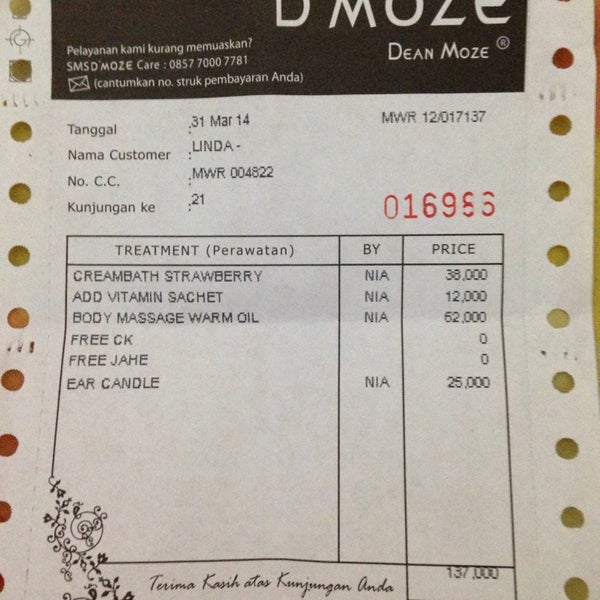 D'MOZE
DEAN MOZE ®
Pelayanan kami kurang memuaskan?
SMS D'MOZE Care : 0857 7000 7781
(cantumkan no. struk pembayaran Anda)
Tanggal : 31 Mar 14 MWR 12/017137
Nama Customer : LINDA -
No. C.C. : MWR 004822
Kunjungan ke : 21 016986
TREATMENT (Perawatan) BY PRICE
CREAMBATH STRAWBERRY NIA 38,000
ADD VITAMIN SACHET NIA 12,000
BODY MASSAGE WARM OIL NIA 62,000
FREE CK 0
FREE JAHE 0
EAR CANDLE NIA 25,000
Terima Kasih atas Kunjungan Anda 137,000